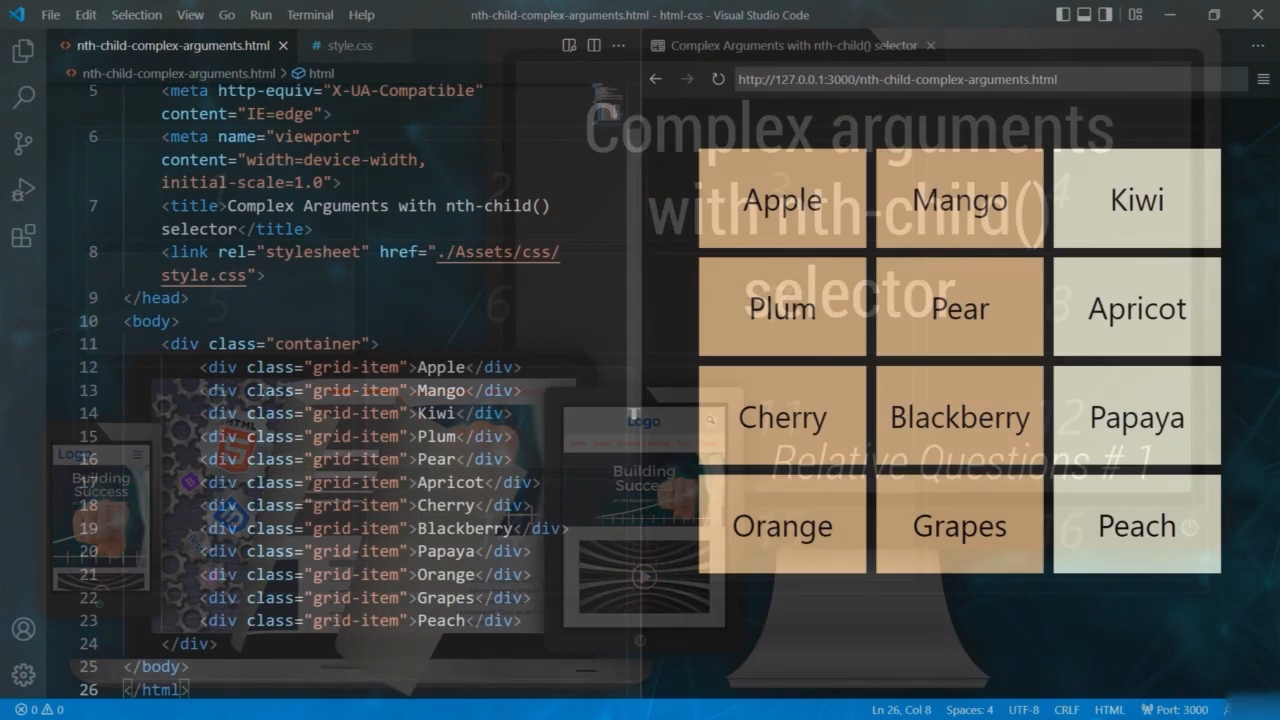 File Edit Selection View Go Run Terminal Help
nth-child-complex-arguments.html - html-css - Visual Studio Code
nth-child-complex-arguments.html
# style.css
Complex Arguments with nth-child() selector
nth-child-complex-arguments.html > html
http://127.0.0.1:3000/nth-child-complex-arguments.html
5 <meta http-equiv="X-UA-Compatible"
content="IE=edge">
6 <meta name="viewport"
content="width=device-width,
initial-scale=1.0">
7 <title>Complex Arguments with nth-child()
selector</title>
8 <link rel="stylesheet" href="./Assets/css/
style.css">
9 </head>
10 <body>
11 <div class="container">
12 <div class="grid-item">Apple</div>
13 <div class="grid-item">Mango</div>
14 <div class="grid-item">Kiwi</div>
15 <div class="grid-item">Plum</div>
16 <div class="grid-item">Pear</div>
17 <div class="grid-item">Apricot</div>
18 <div class="grid-item">Cherry</div>
19 <div class="grid-item">Blackberry</div>
20 <div class="grid-item">Papaya</div>
21 <div class="grid-item">Orange</div>
22 <div class="grid-item">Grapes</div>
23 <div class="grid-item">Peach</div>
24 </div>
25 </body>
26 </html>
Complex arguments
with nth-child()
selector
Relative Questions # 1
Apple Mango Kiwi
Plum Pear Apricot
Cherry Blackberry Papaya
Orange Grapes Peach
Logo
Building
Success
Logo
Building
Success
0 0
Ln 26, Col 8 Spaces: 4 UTF-8 CRLF HTML Port: 3000